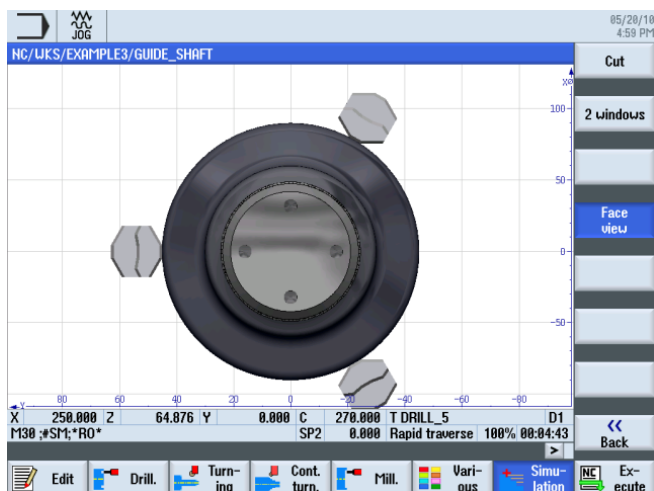 JOG
05/20/10
4:59 PM
NC/WKS/EXAMPLE3/GUIDE_SHAFT
Cut
2 windows
Face
view
Back
XØ
100
50
0
-50
Y
80
60
40
20
0
-20
-40
-60
-80
X 250.000 Z 64.876 Y 0.000 C 270.000 T DRILL_5 D1
M30 ;#SM;*RO* SP2 0.000 Rapid traverse 100% 00:04:43
>
Edit
Drill.
Turn-
ing
Cont.
turn.
Mill.
Vari-
ous
Simu-
lation
NC
Ex-
ecute